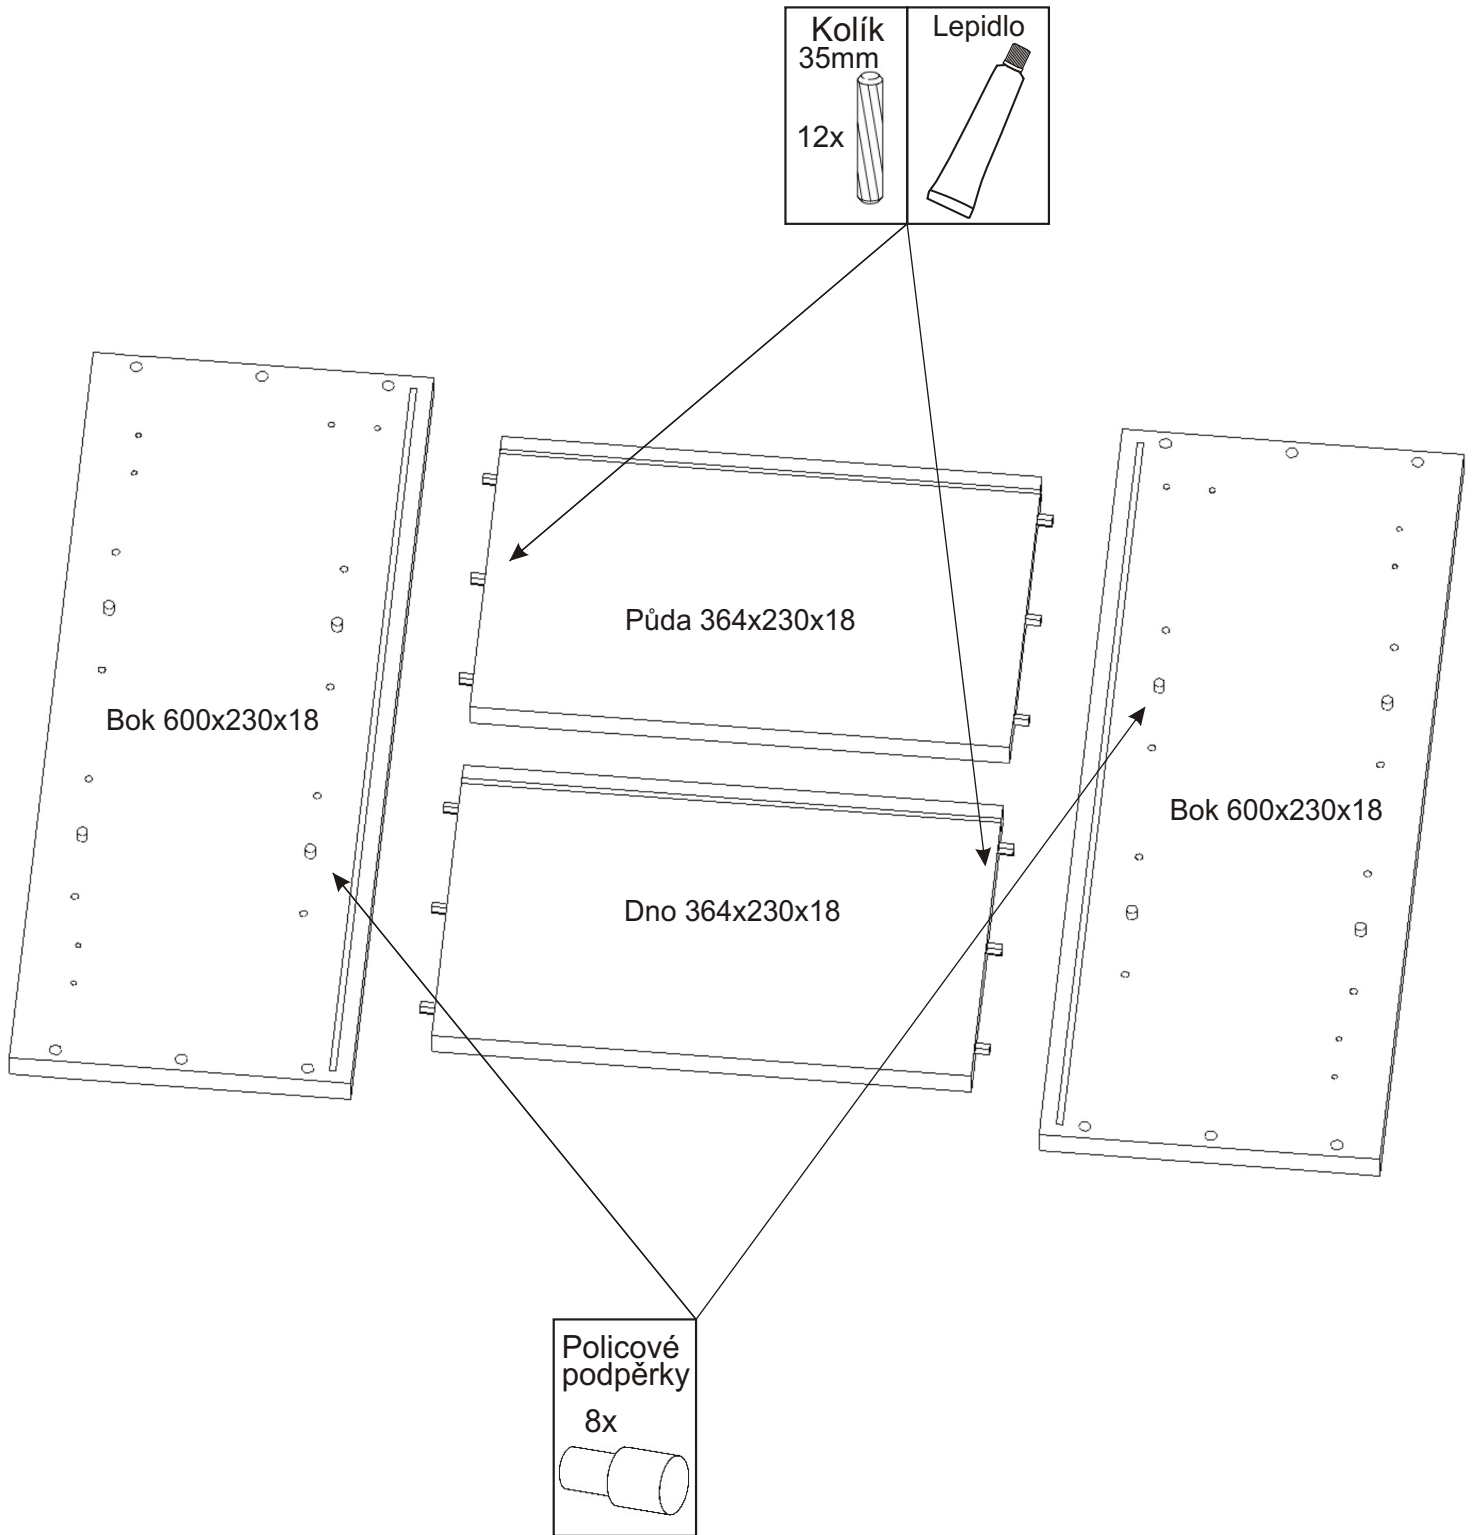 Kolík
35mm
12x
Lepidlo
Půda 364x230x18
Bok 600x230x18
Bok 600x230x18
Dno 364x230x18
Policové
podpěrky
8x